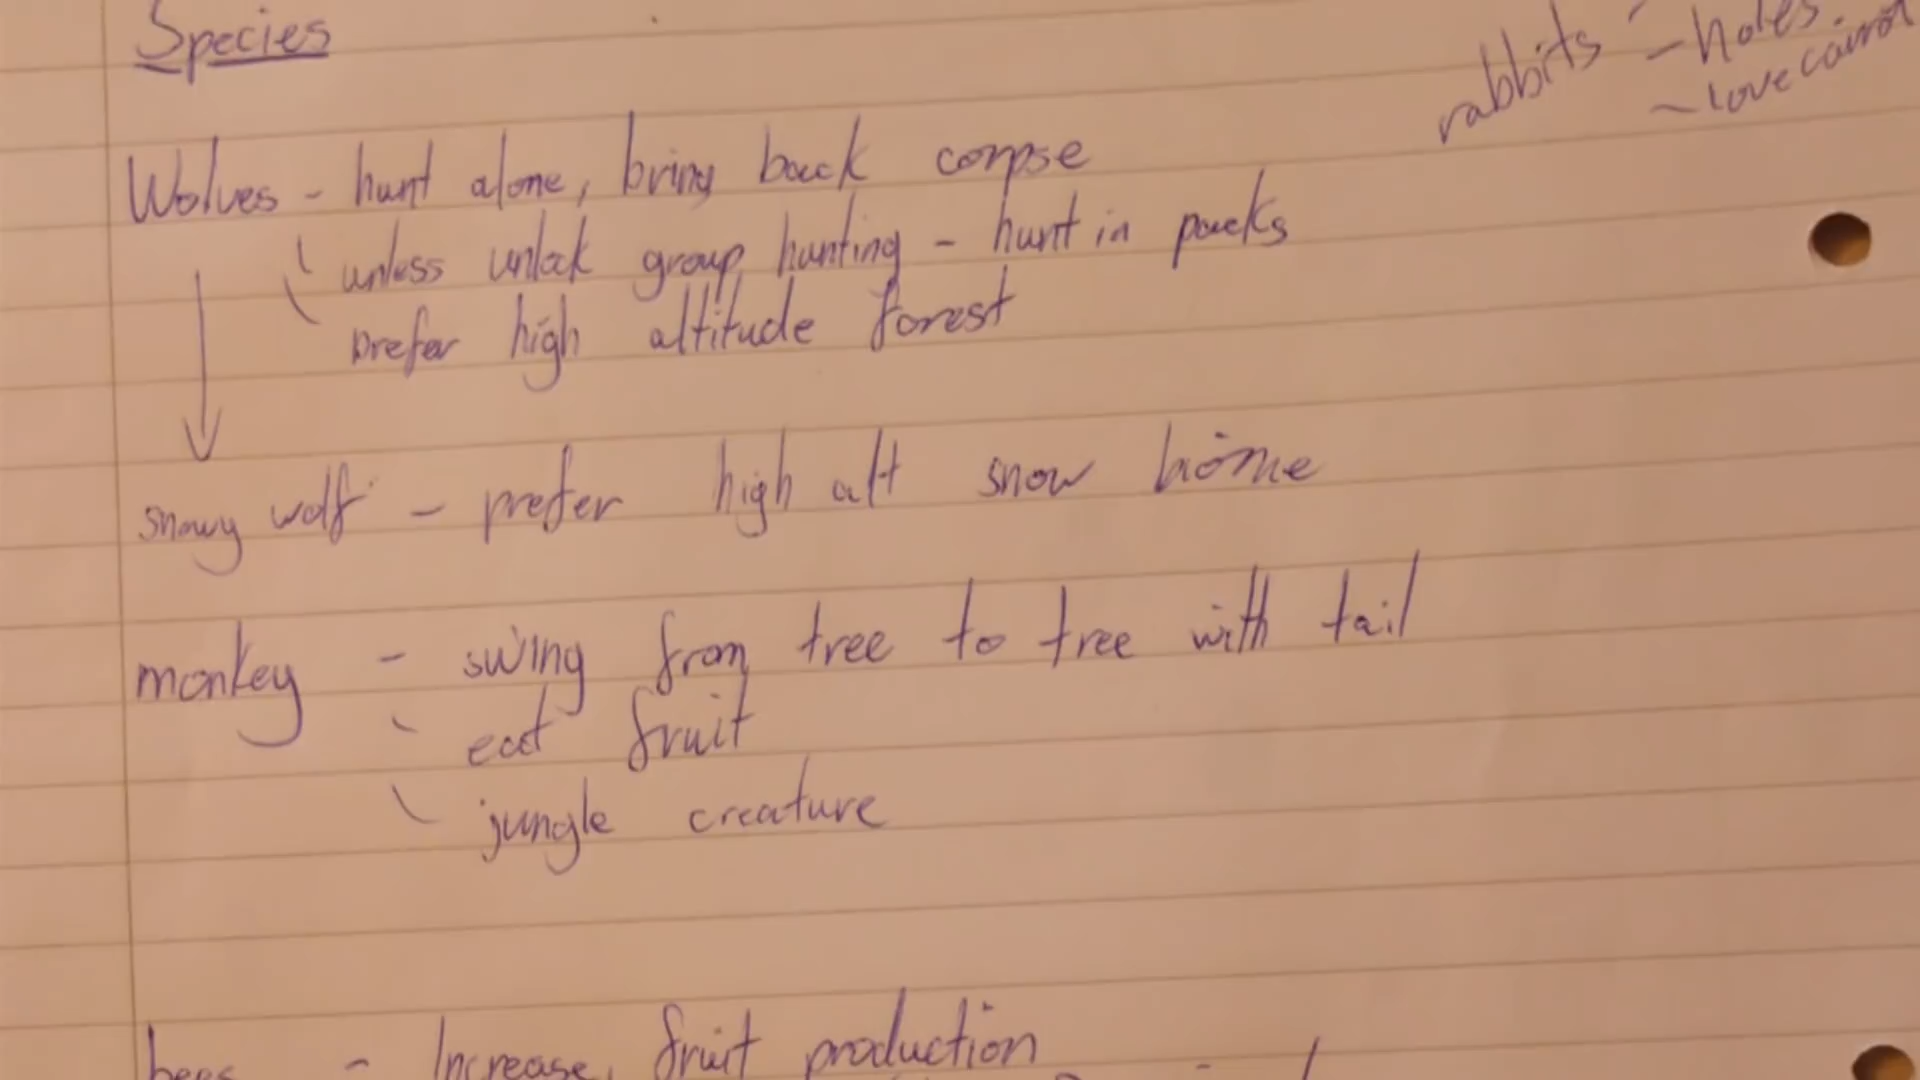 Species
rabbits - holes
- love carrot
Wolves - hunt alone, bring back corpse
unless unlock group hunting - hunt in packs
prefer high altitude forest
snowy wolf - prefer high alt snow home
monkey - swing from tree to tree with tail
eat fruit
jungle creature
bees - Increase fruit production